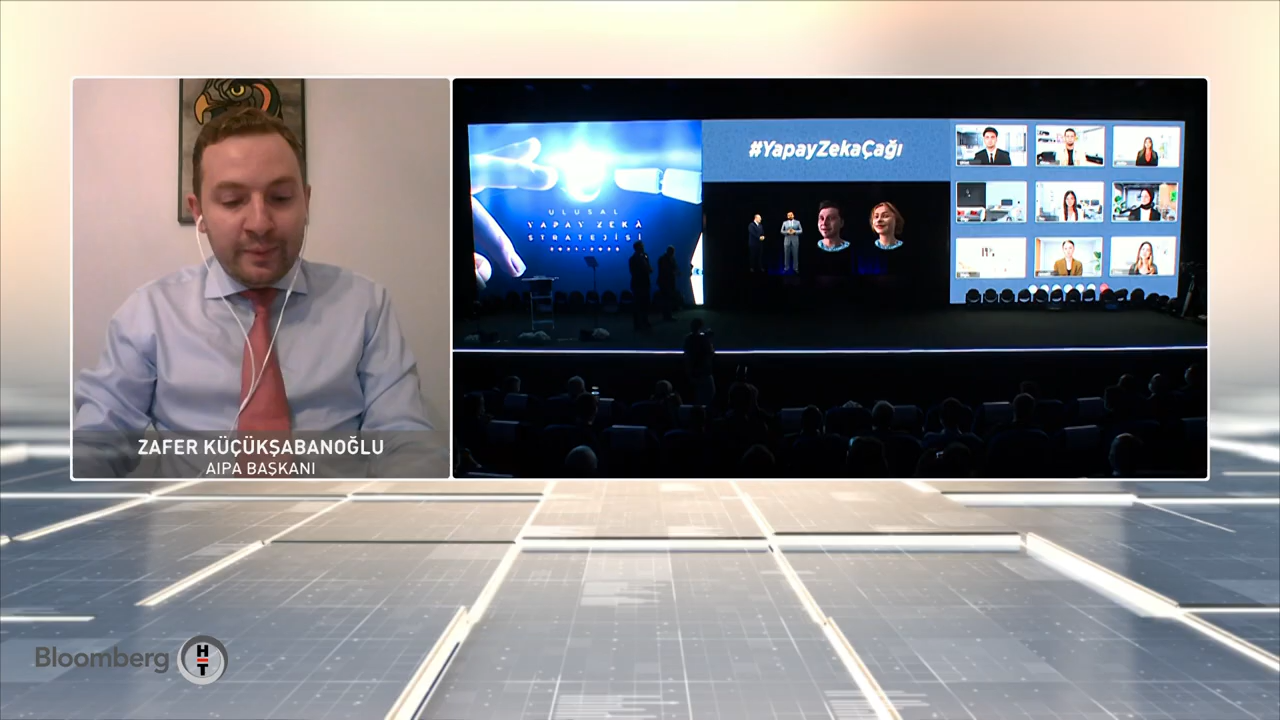 #YapayZekaÇağı
ULUSAL
YAPAY ZEKA
STRATEJİSİ
ZAFER KÜÇÜKŞABANOĞLU
AIPA BAŞKANI
Bloomberg HT